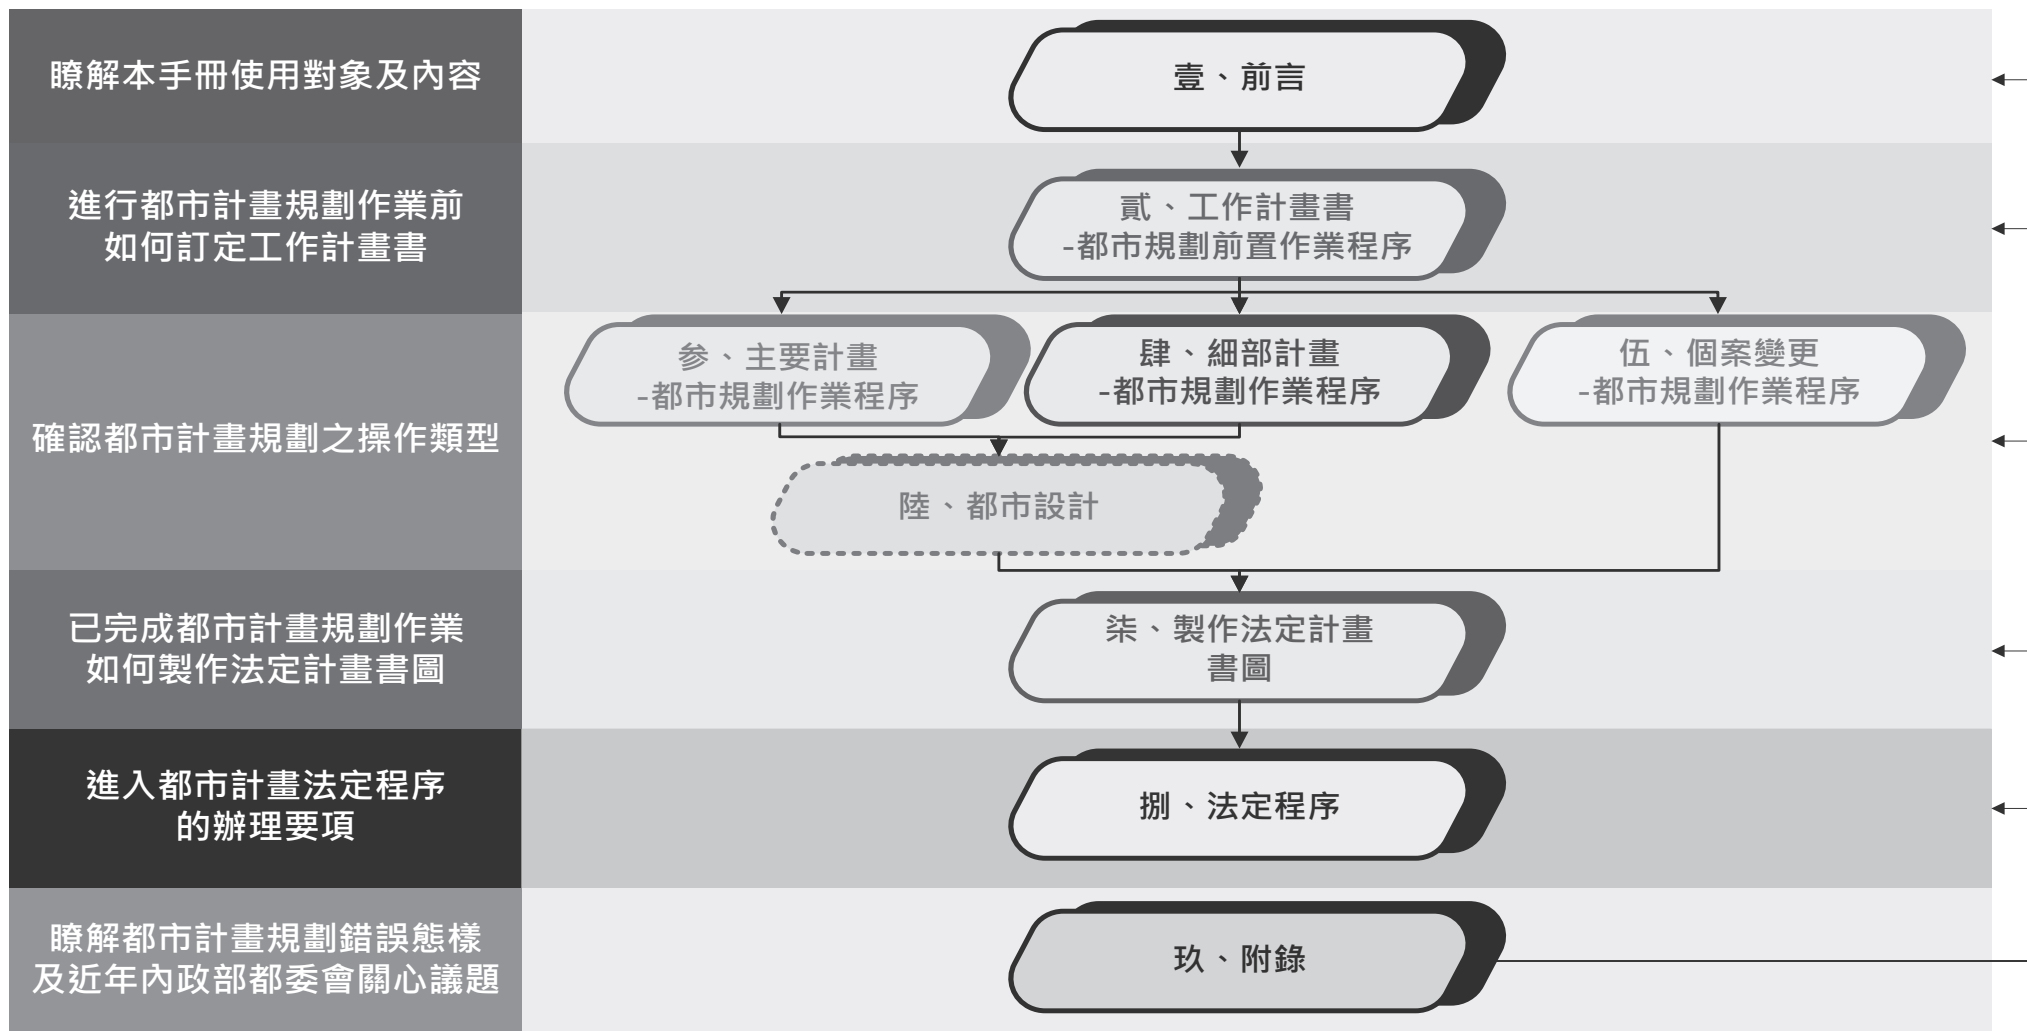 瞭解本手冊使用對象及內容
壹、前言
進行都市計畫規劃作業前
如何訂定工作計畫書
貳、工作計畫書
-都市規劃前置作業程序
確認都市計畫規劃之操作類型
参、主要計畫
-都市規劃作業程序
肆、細部計畫
-都市規劃作業程序
伍、個案變更
-都市規劃作業程序
陸、都市設計
已完成都市計畫規劃作業
如何製作法定計畫書圖
柒、製作法定計畫
書圖
進入都市計畫法定程序
的辦理要項
捌、法定程序
瞭解都市計畫規劃錯誤態樣
及近年內政部都委會關心議題
玖、附錄